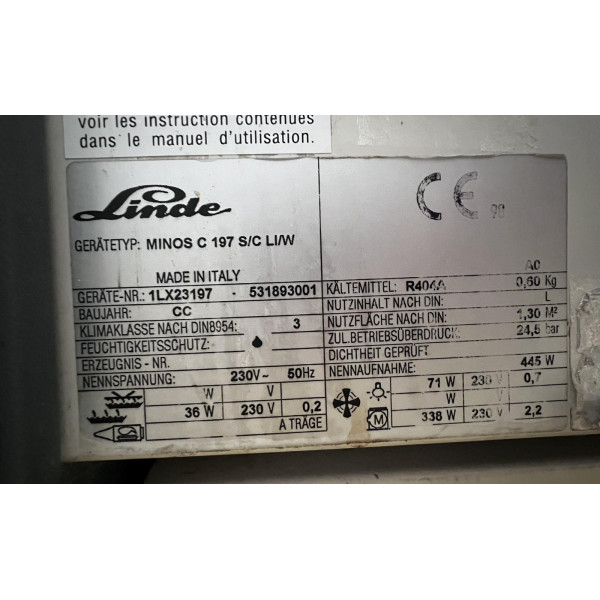 voir les instruction contenues
dans le manuel d'utilisation.
Linde
CE 98
GERÄTETYP: MINOS C 197 S/C LI/W
MADE IN ITALY
A0
GERÄTE-NR.: 1LX23197 - 531893001
KÄLTEMITTEL: R404A 0,60 Kg
BAUJAHR: CC
NUTZINHALT NACH DIN: L
KLIMAKLASSE NACH DIN8954: 3
NUTZFLÄCHE NACH DIN: 1,30 M²
FEUCHTIGKEITSSCHUTZ:
ZUL.BETRIEBSÜBERDRUCK: 24,5 bar
ERZEUGNIS - NR.
DICHTHEIT GEPRÜFT
NENNSPANNUNG: 230V~ 50Hz
NENNAUFNAHME: 445 W
W V
71 W 230 V 0,7
36 W 230 V 0,2
W V
A TRÄGE
M 338 W 230 V 2,2